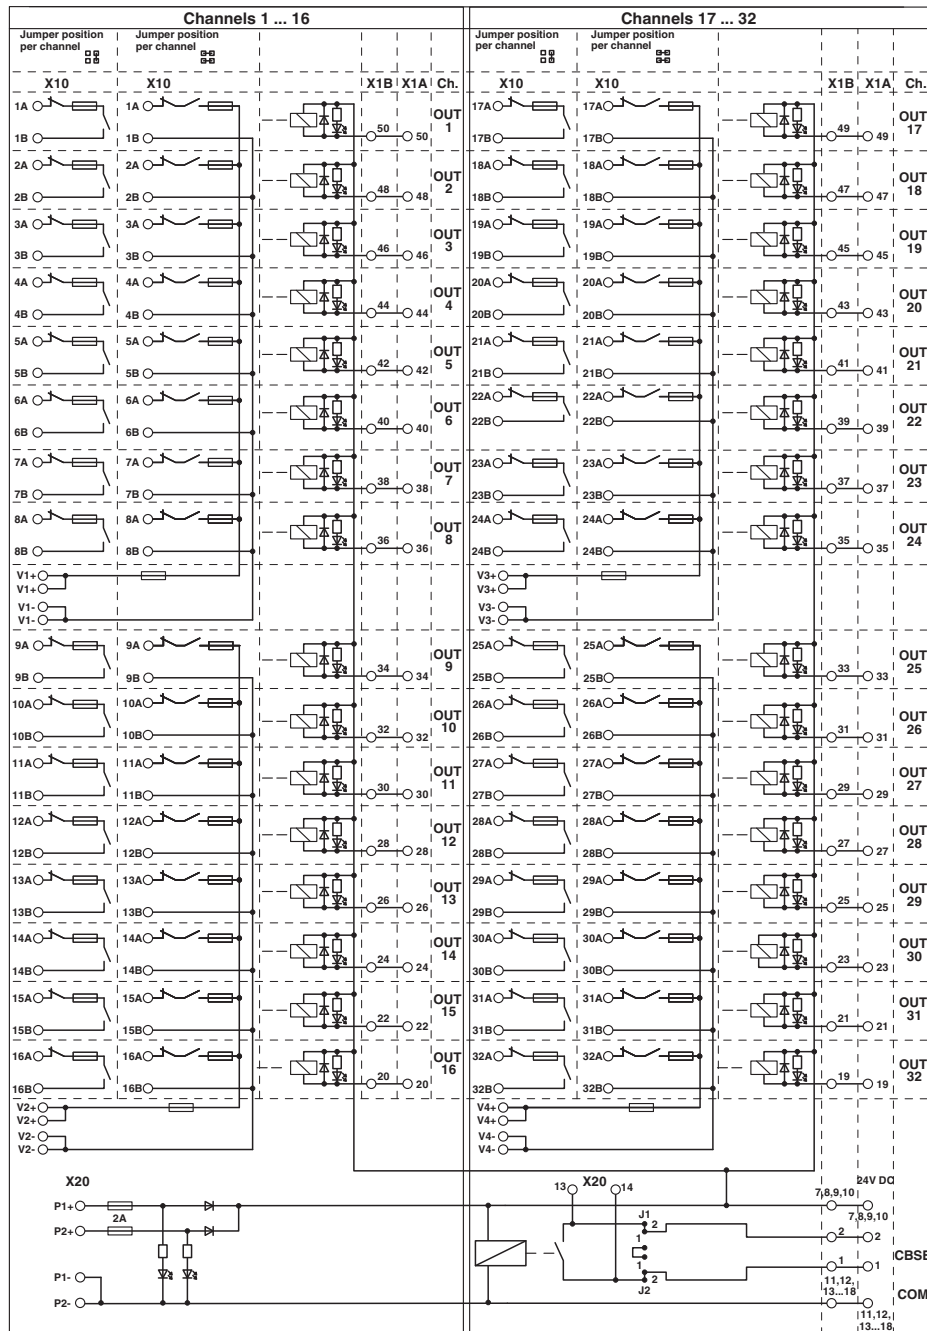 Channels 1 ... 16 Channels 17 ... 32
Jumper position per channel Jumper position per channel Jumper position per channel Jumper position per channel
X10 X10 X1B X1A Ch. X10 X10 X1B X1A Ch.
1A 1A 50 50 OUT 1 17A 17A 49 49 OUT 17
1B 1B 17B 17B
2A 2A 48 48 OUT 2 18A 18A 47 47 OUT 18
2B 2B 18B 18B
3A 3A 46 46 OUT 3 19A 19A 45 45 OUT 19
3B 3B 19B 19B
4A 4A 44 44 OUT 4 20A 20A 43 43 OUT 20
4B 4B 20B 20B
5A 5A 42 42 OUT 5 21A 21A 41 41 OUT 21
5B 5B 21B 21B
6A 6A 40 40 OUT 6 22A 22A 39 39 OUT 22
6B 6B 22B 22B
7A 7A 38 38 OUT 7 23A 23A 37 37 OUT 23
7B 7B 23B 23B
8A 8A 36 36 OUT 8 24A 24A 35 35 OUT 24
8B 8B 24B 24B
V1+ V3+
V1+ V3+
V1- V3-
V1- V3-
9A 9A 34 34 OUT 9 25A 25A 33 33 OUT 25
9B 9B 25B 25B
10A 10A 32 32 OUT 10 26A 26A 31 31 OUT 26
10B 10B 26B 26B
11A 11A 30 30 OUT 11 27A 27A 29 29 OUT 27
11B 11B 27B 27B
12A 12A 28 28 OUT 12 28A 28A 27 27 OUT 28
12B 12B 28B 28B
13A 13A 26 26 OUT 13 29A 29A 25 25 OUT 29
13B 13B 29B 29B
14A 14A 24 24 OUT 14 30A 30A 23 23 OUT 30
14B 14B 30B 30B
15A 15A 22 22 OUT 15 31A 31A 21 21 OUT 31
15B 15B 31B 31B
16A 16A 20 20 OUT 16 32A 32A 19 19 OUT 32
16B 16B 32B 32B
V2+ V4+
V2+ V4+
V2- V4-
V2- V4-
X20 X20 24V DC
13 14 7,8,9,10
P1+ 7,8,9,10
2A J1
P2+ 2 2 2
1 CBSE
1 1 1
P1- J2 2 11,12, 13...18
P2- COM
11,12,
13...18